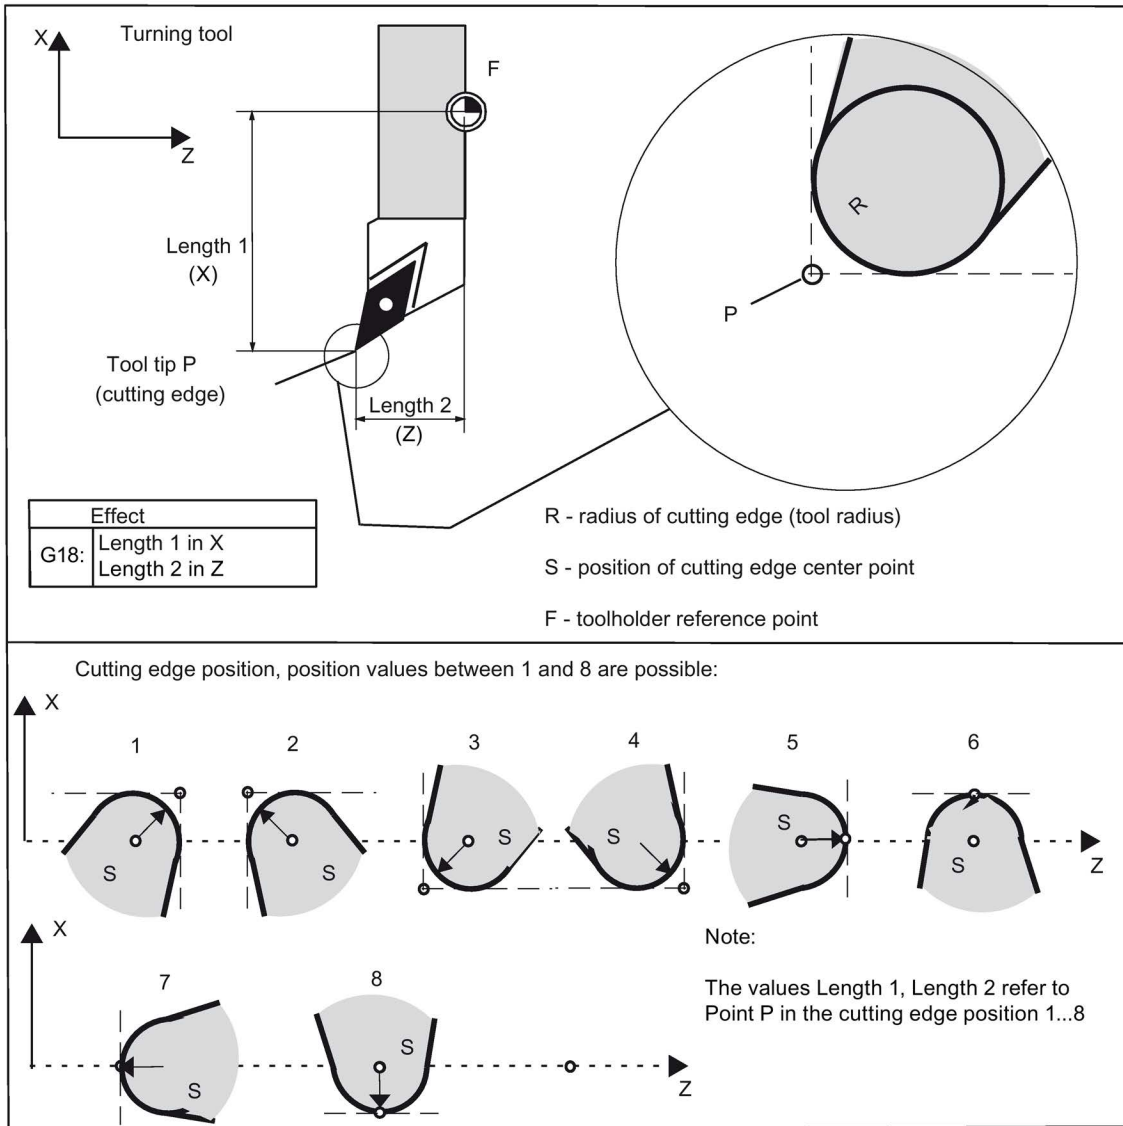 X
Turning tool
F
Z
Length 1
(X)
R
P
Tool tip P
(cutting edge)
Length 2
(Z)
Effect
G18:
Length 1 in X
Length 2 in Z
R - radius of cutting edge (tool radius)
S - position of cutting edge center point
F - toolholder reference point
Cutting edge position, position values between 1 and 8 are possible:
X
1
2
3
4
5
6
S
S
S
S
S
S
Z
X
Note:
7
8
The values Length 1, Length 2 refer to
Point P in the cutting edge position 1...8
S
S
Z